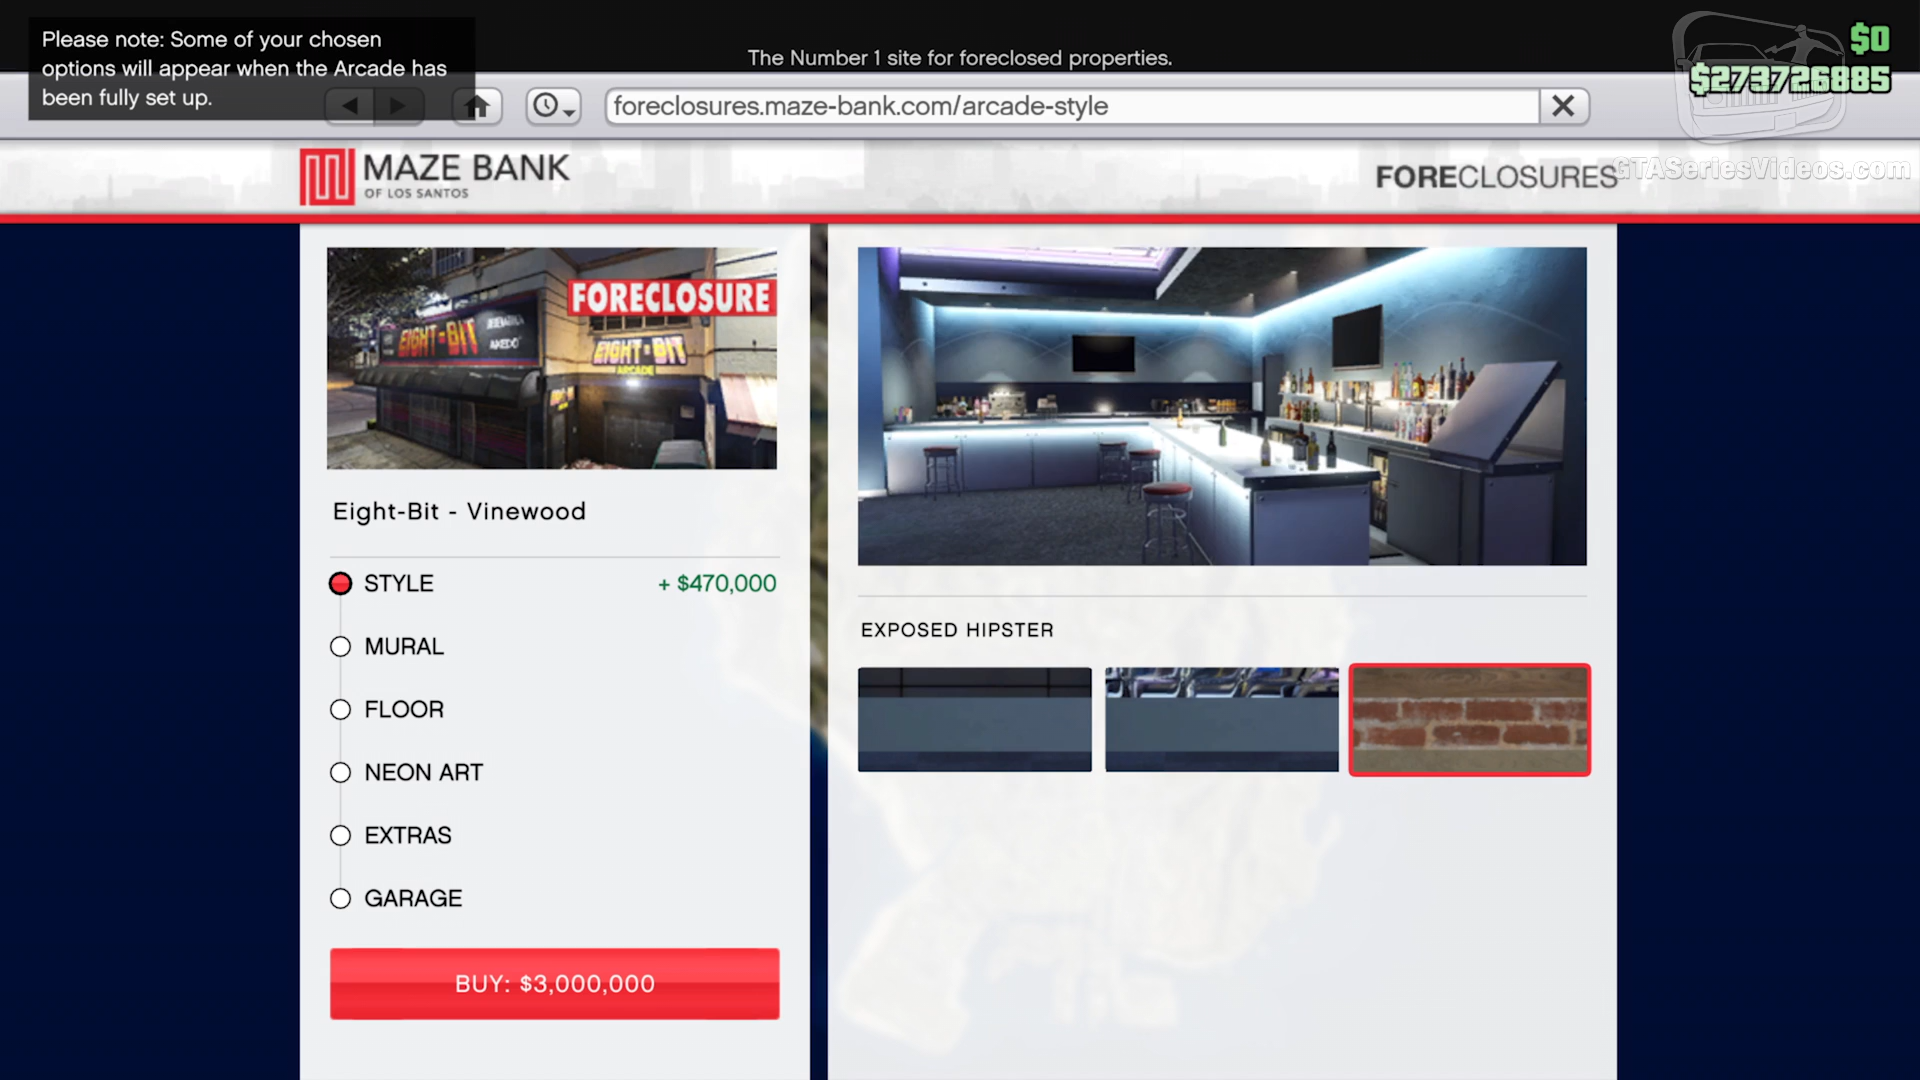 Please note: Some of your chosen
options will appear when the Arcade has
been fully set up.
The Number 1 site for foreclosed properties.
$0
$273726885
foreclosures.maze-bank.com/arcade-style
MAZE BANK
OF LOS SANTOS
FORECLOSURES
GTASeriesVideos.com
FORECLOSURE
EIGHT-BIT
EIGHT-BIT
ARCADE
Eight-Bit - Vinewood
STYLE + $470,000
MURAL
FLOOR
NEON ART
EXTRAS
GARAGE
BUY: $3,000,000
EXPOSED HIPSTER